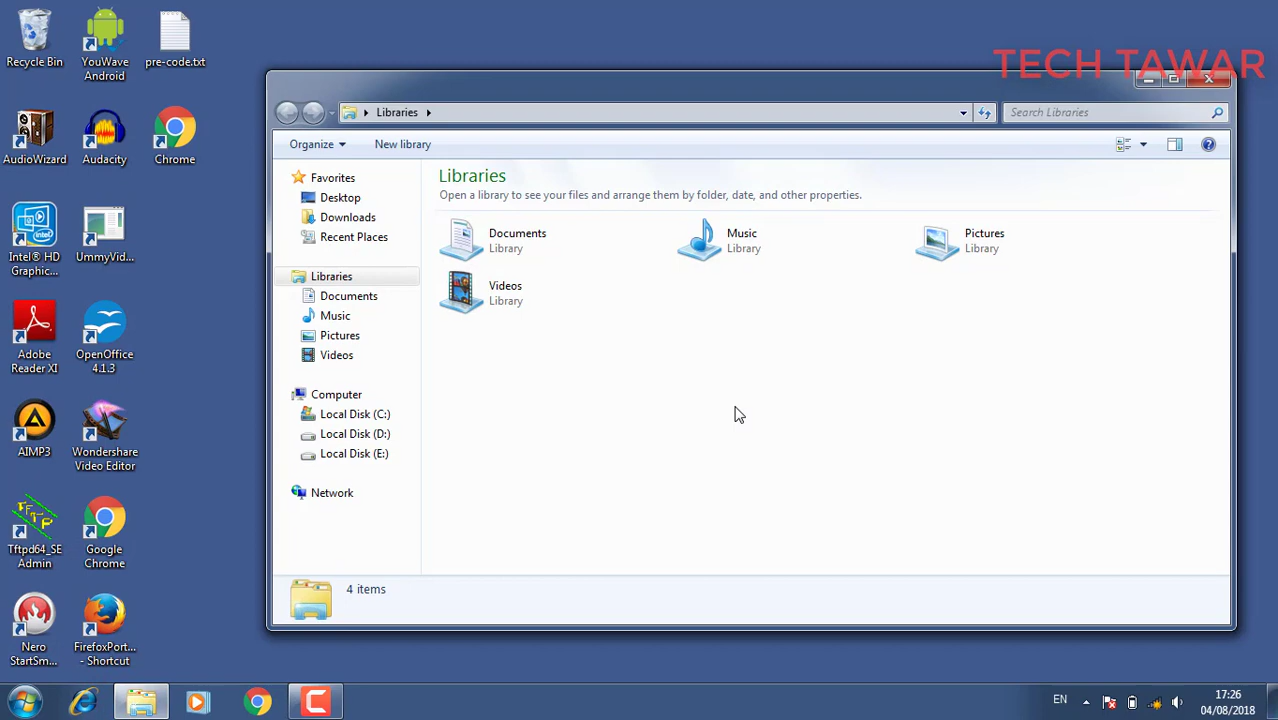 Recycle Bin
YouWave Android
pre-code.txt
AudioWizard
Audacity
Chrome
Intel® HD Graphic...
UmmyVid...
Adobe Reader XI
OpenOffice 4.1.3
AIMP3
Wondershare Video Editor
Tftpd64_SE Admin
Google Chrome
Nero StartSm...
FirefoxPort... - Shortcut
TECH TAWAR
Libraries
Search Libraries
Organize
New library
Favorites
Desktop
Downloads
Recent Places
Libraries
Documents
Music
Pictures
Videos
Computer
Local Disk (C:)
Local Disk (D:)
Local Disk (E:)
Network
Libraries
Open a library to see your files and arrange them by folder, date, and other properties.
Documents
Library
Music
Library
Pictures
Library
Videos
Library
4 items
EN
17:26
04/08/2018